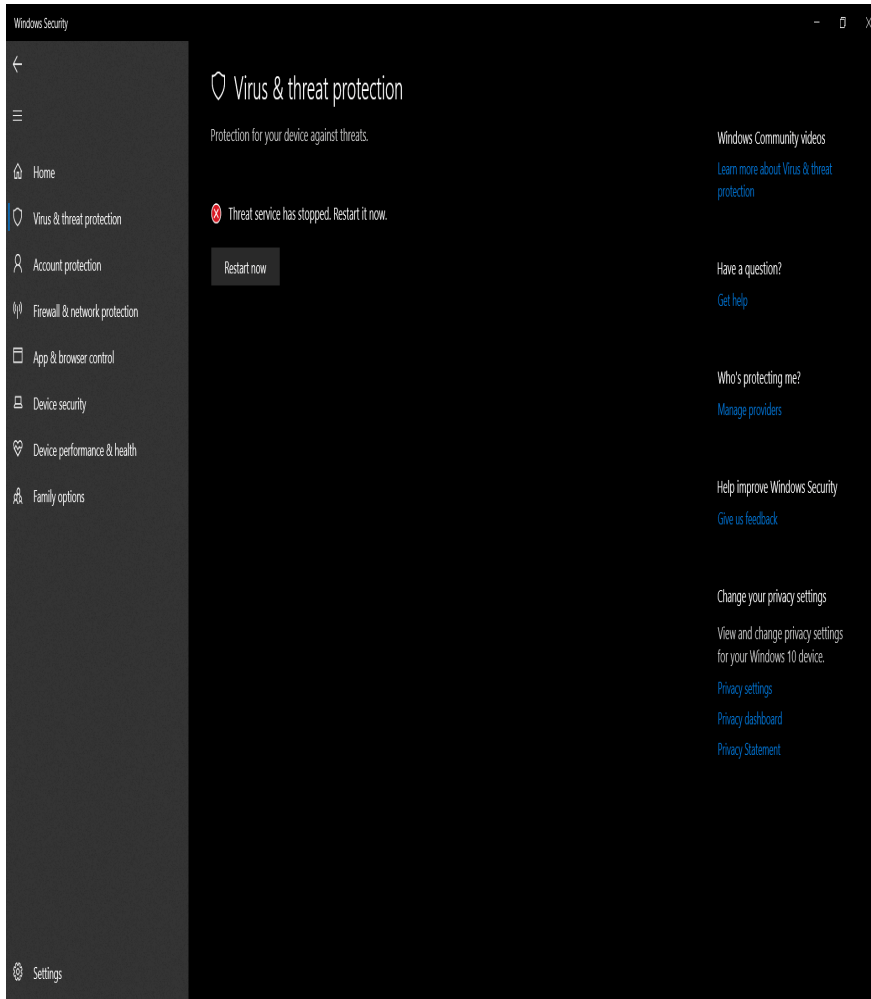 Windows Security
Virus & threat protection
Protection for your device against threats.
Threat service has stopped. Restart it now.
Restart now
Home
Virus & threat protection
Account protection
Firewall & network protection
App & browser control
Device security
Device performance & health
Family options
Settings
Windows Community videos
Learn more about Virus & threat
protection
Have a question?
Get help
Who's protecting me?
Manage providers
Help improve Windows Security
Give us feedback
Change your privacy settings
View and change privacy settings
for your Windows 10 device.
Privacy settings
Privacy dashboard
Privacy Statement